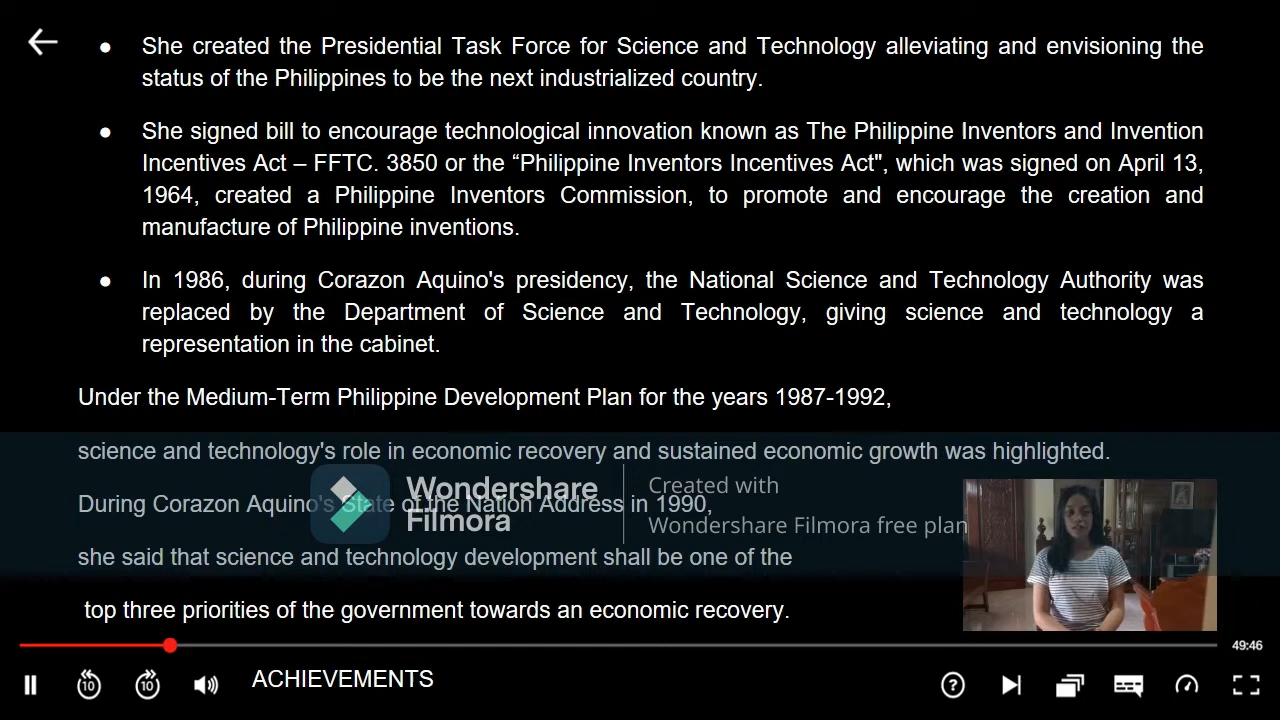 ● She created the Presidential Task Force for Science and Technology alleviating and envisioning the
status of the Philippines to be the next industrialized country.
● She signed bill to encourage technological innovation known as The Philippine Inventors and Invention
Incentives Act – FFTC. 3850 or the “Philippine Inventors Incentives Act", which was signed on April 13,
1964, created a Philippine Inventors Commission, to promote and encourage the creation and
manufacture of Philippine inventions.
● In 1986, during Corazon Aquino's presidency, the National Science and Technology Authority was
replaced by the Department of Science and Technology, giving science and technology a
representation in the cabinet.
Under the Medium-Term Philippine Development Plan for the years 1987-1992,
science and technology's role in economic recovery and sustained economic growth was highlighted.
During Corazon Aquino's State of the Nation Address in 1990,
she said that science and technology development shall be one of the
top three priorities of the government towards an economic recovery.
Wondershare
Filmora
Created with
Wondershare Filmora free plan
49:46
10
10
ACHIEVEMENTS
?